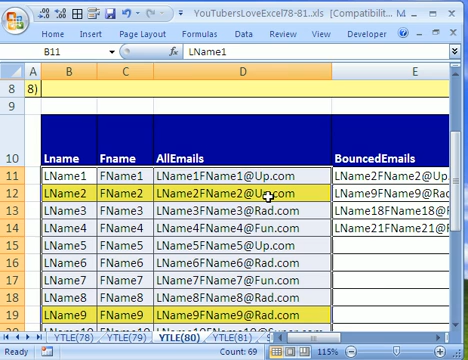 YouTubersLoveExcel78-81...xls [Compatibilit...
Home Insert Page Layout Formulas Data Review View Developer
B11 LName1
A B C D E
8 8)
9
10 Lname Fname AllEmails BouncedEmails
11 LName1 FName1 LName1FName1@Up.com LName2FName2@Up.
12 LName2 FName2 LName2FName2@Up.com LName9FName9@Rad
13 LName3 FName3 LName3FName3@Rad.com LName18FName18@F
14 LName4 FName4 LName4FName4@Fun.com LName21FName21@R
15 LName5 FName5 LName5FName5@Up.com
16 LName6 FName6 LName6FName6@Rad.com
17 LName7 FName7 LName7FName7@Fun.com
18 LName8 FName8 LName8FName8@Rad.com
19 LName9 FName9 LName9FName9@Rad.com
YTLE(78) YTLE(79) YTLE(80) YTLE(81)
Ready Count: 69 115%